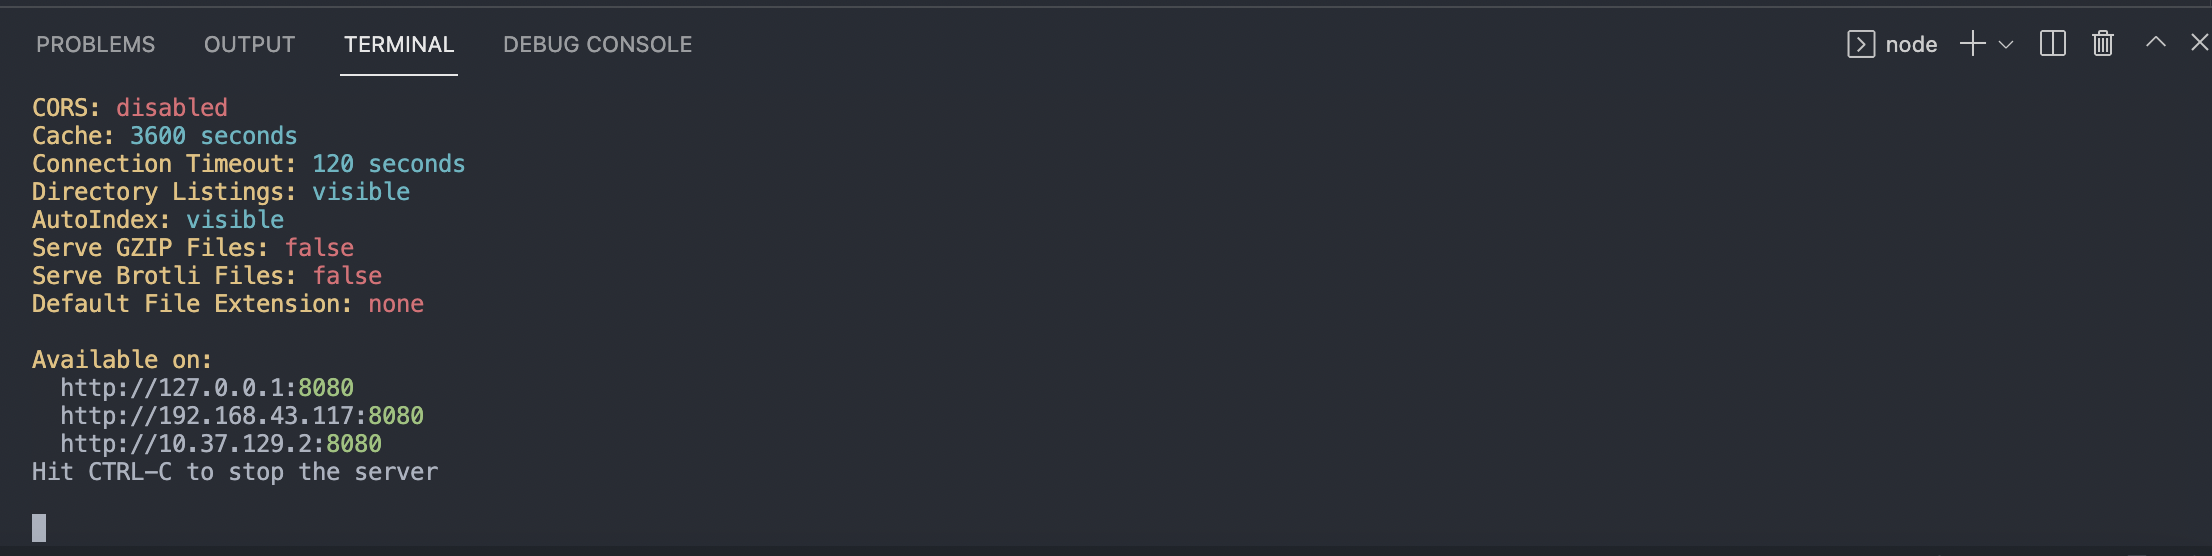 PROBLEMS OUTPUT TERMINAL DEBUG CONSOLE node
CORS: disabled
Cache: 3600 seconds
Connection Timeout: 120 seconds
Directory Listings: visible
AutoIndex: visible
Serve GZIP Files: false
Serve Brotli Files: false
Default File Extension: none
Available on:
http://127.0.0.1:8080
http://192.168.43.117:8080
http://10.37.129.2:8080
Hit CTRL-C to stop the server